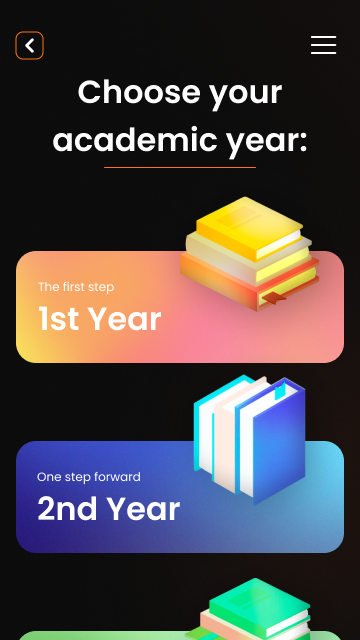 Choose your
academic year:
The first step
1st Year
One step forward
2nd Year